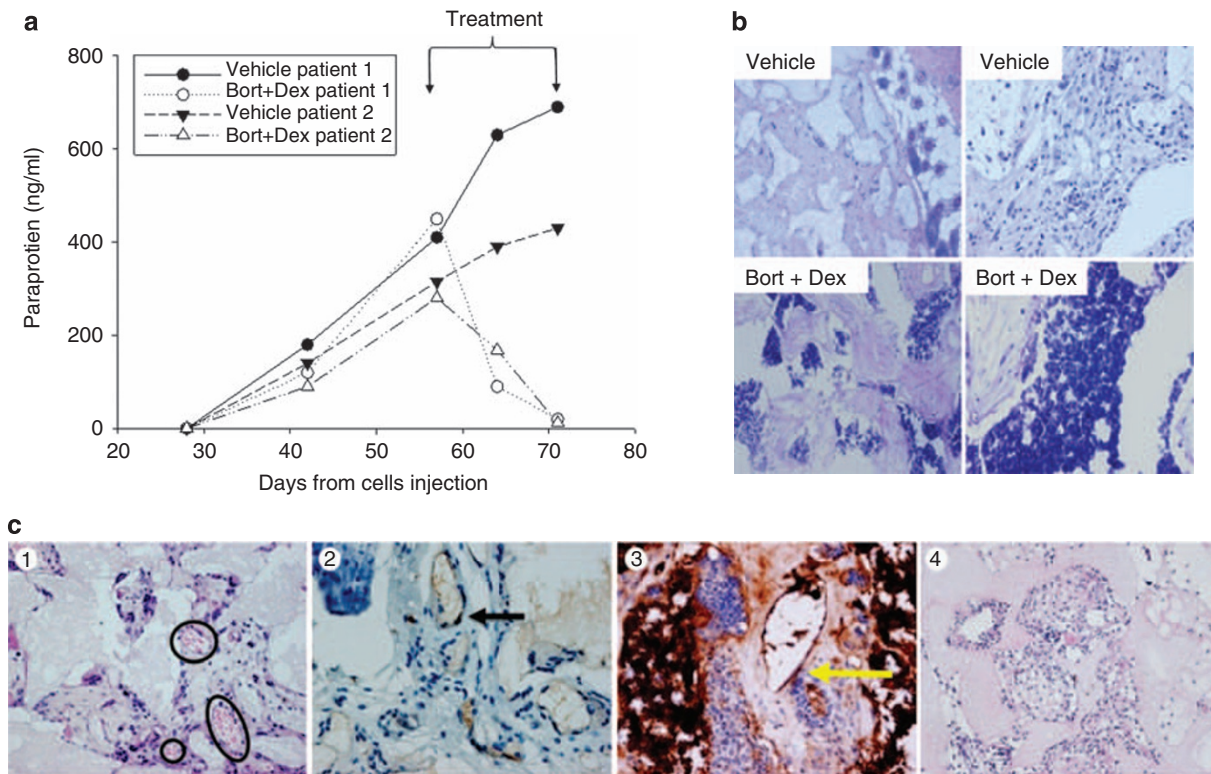 a
Treatment
800
600
400
200
0
Paraprotien (ng/ml)
Vehicle patient 1
Bort+Dex patient 1
Vehicle patient 2
Bort+Dex patient 2
20 30 40 50 60 70 80
Days from cells injection
b
Vehicle
Vehicle
Bort + Dex
Bort + Dex
c
1
2
3
4